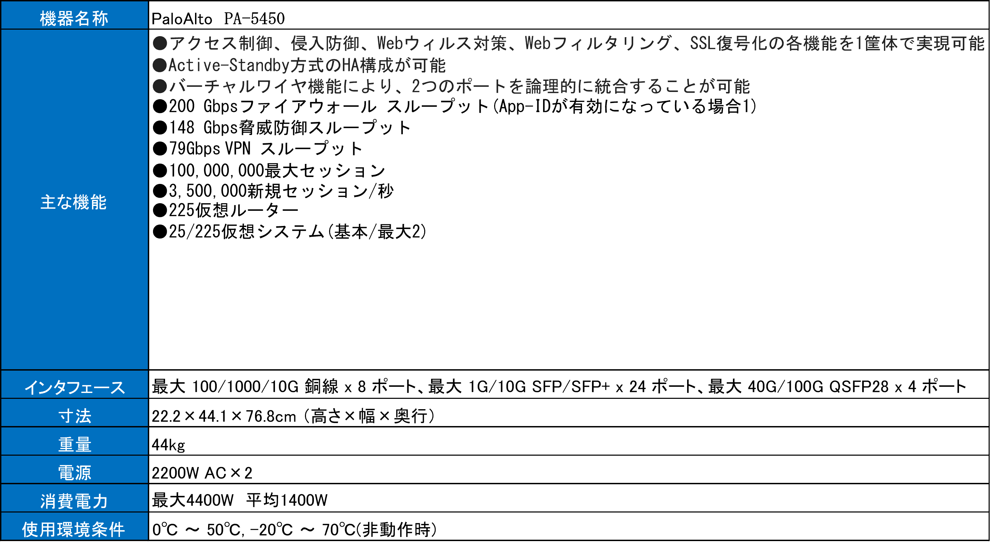 機器名称 PaloAlto PA-5450
主な機能
●アクセス制御、侵入防御、Webウィルス対策、Webフィルタリング、SSL復号化の各機能を1筐体で実現可能
●Active-Standby方式のHA構成が可能
●バーチャルワイヤ機能により、2つのポートを論理的に統合することが可能
●200 Gbpsファイアウォール スループット(App-IDが有効になっている場合1)
●148 Gbps脅威防御スループット
●79Gbps VPN スループット
●100,000,000最大セッション
●3,500,000新規セッション/秒
●225仮想ルーター
●25/225仮想システム(基本/最大2)
インタフェース 最大 100/1000/10G 銅線 x 8 ポート、最大 1G/10G SFP/SFP+ x 24 ポート、最大 40G/100G QSFP28 x 4 ポート
寸法 22.2×44.1×76.8cm (高さ×幅×奥行)
重量 44kg
電源 2200W AC×2
消費電力 最大4400W 平均1400W
使用環境条件 0℃ ～ 50℃, -20℃ ～ 70℃(非動作時)